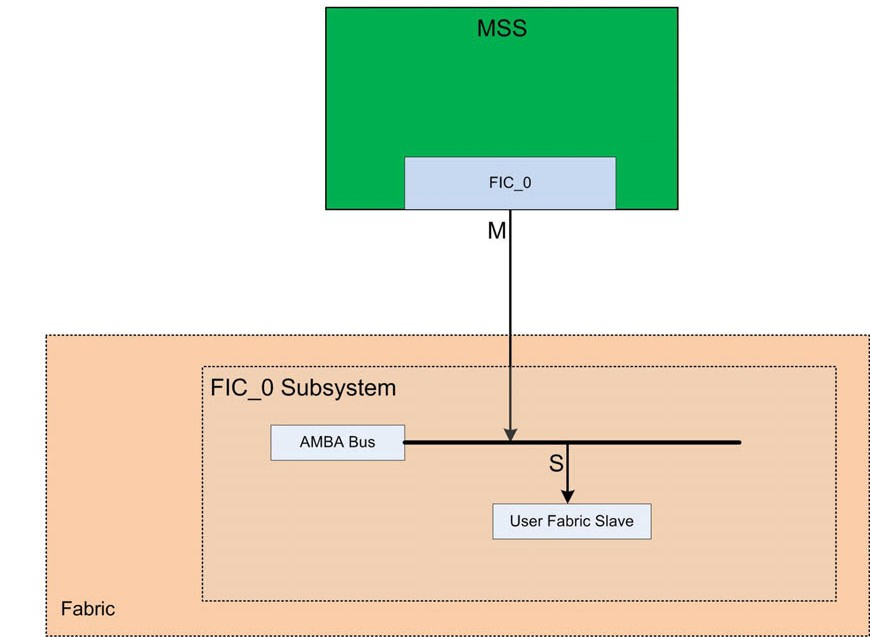 MSS
FIC_0
M
FIC_0 Subsystem
AMBA Bus
S
User Fabric Slave
Fabric